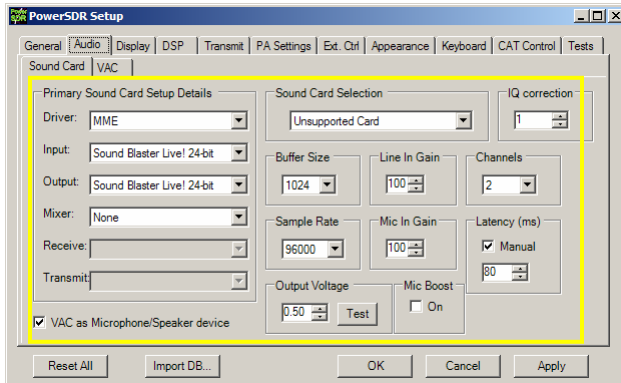 Power SDR PowerSDR Setup
General Audio Display DSP Transmit PA Settings Ext. Ctrl Appearance Keyboard CAT Control Tests
Sound Card VAC
Primary Sound Card Setup Details
Driver: MME
Input: Sound Blaster Live! 24-bit
Output: Sound Blaster Live! 24-bit
Mixer: None
Receive:
Transmit:
VAC as Microphone/Speaker device
Sound Card Selection
Unsupported Card
IQ correction
1
Buffer Size
1024
Line In Gain
100
Channels
2
Sample Rate
96000
Mic In Gain
100
Latency (ms)
Manual
80
Output Voltage
0.50 Test
Mic Boost
On
Reset All Import DB... OK Cancel Apply